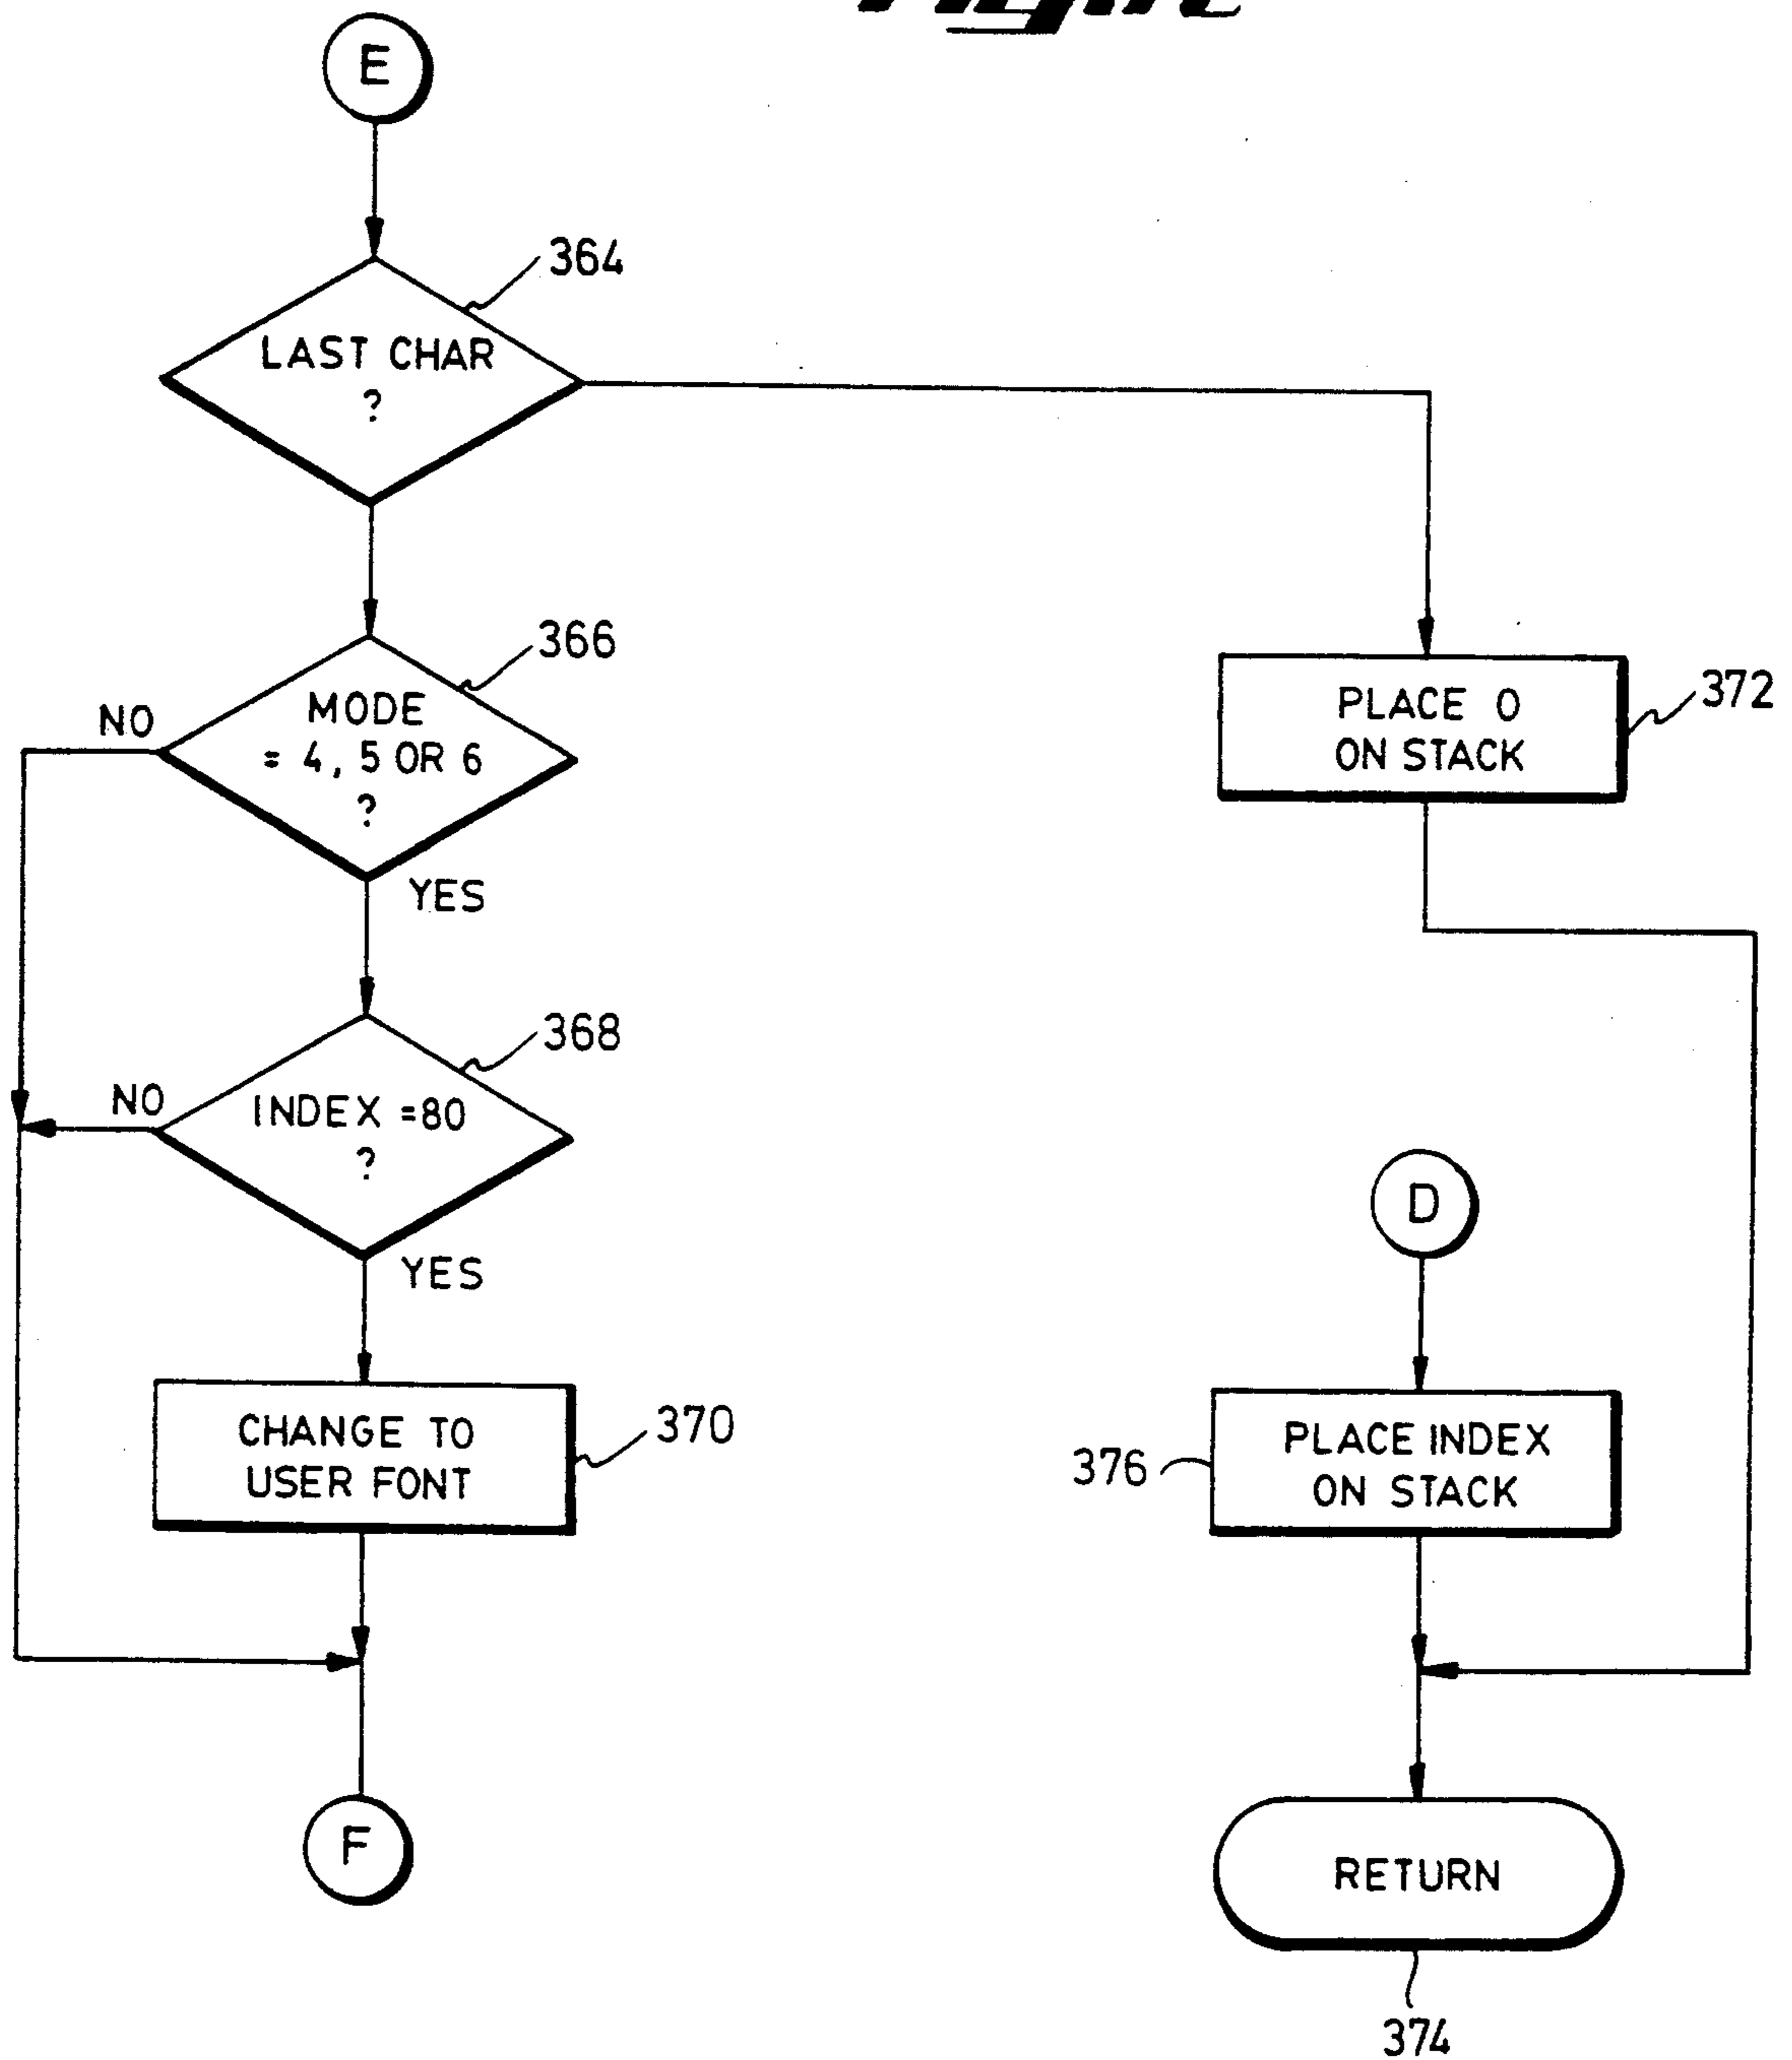 E
364
LAST CHAR
?
366
NO
MODE
= 4, 5 OR 6
?
YES
372
PLACE 0
ON STACK
368
NO
INDEX =80
?
YES
D
370
CHANGE TO
USER FONT
376
PLACE INDEX
ON STACK
F
RETURN
374